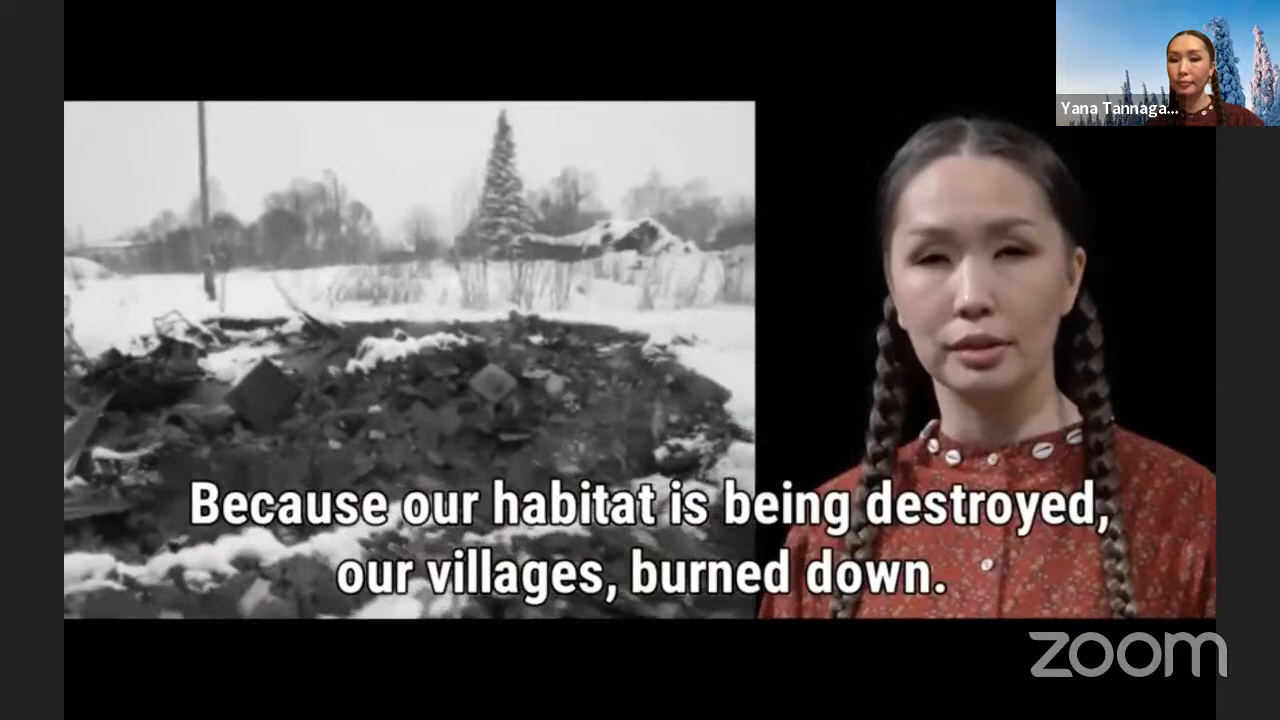 Yana Tannaga...
Because our habitat is being destroyed,
our villages, burned down.
zoom